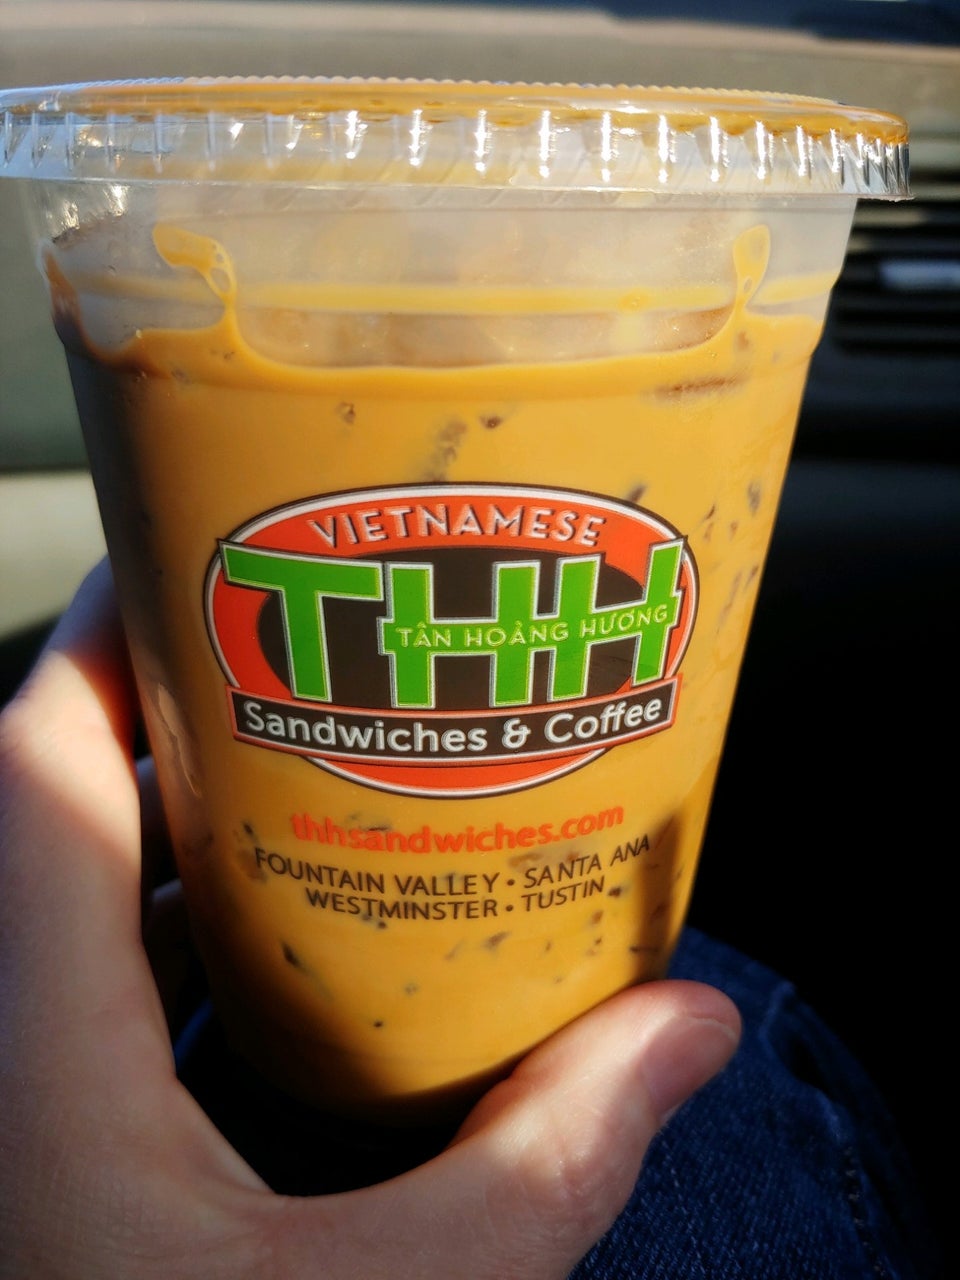 VIETNAMESE
THH
TÂN HOÀNG HƯƠNG
Sandwiches & Coffee
thhsandwiches.com
FOUNTAIN VALLEY • SANTA ANA
WESTMINSTER • TUSTIN